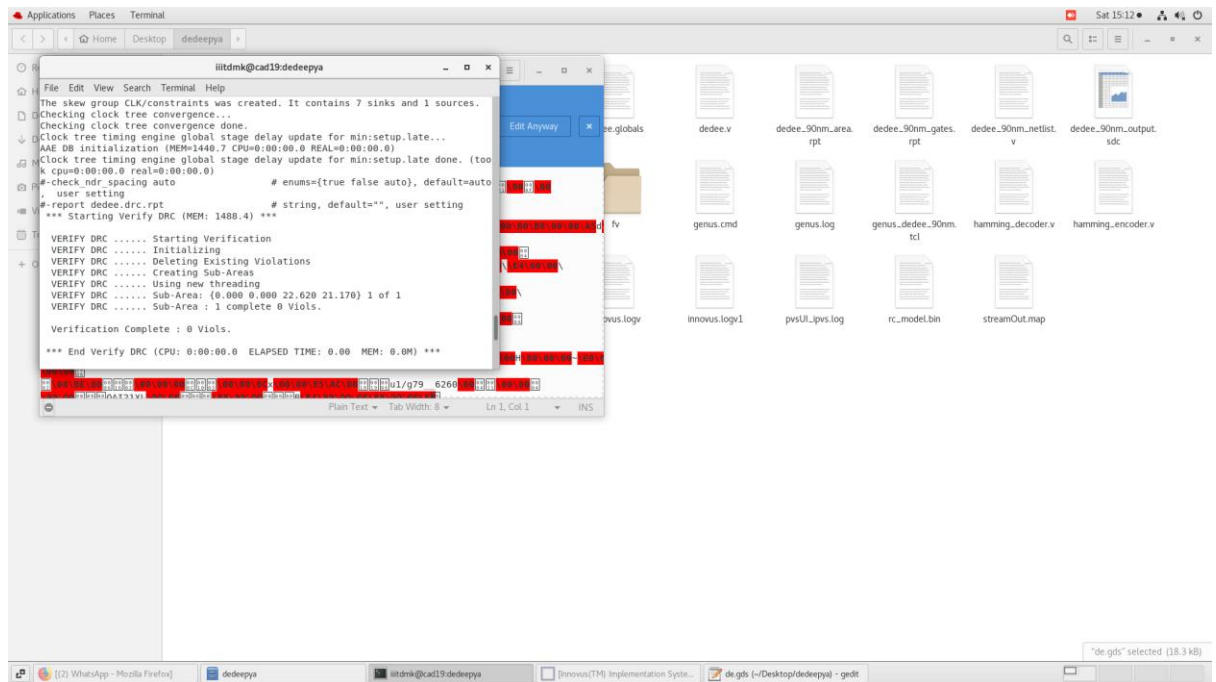 Applications Places Terminal
Sat 15:12
Home Desktop dedeepya
iiitdmk@cad19:dedeepya
File Edit View Search Terminal Help
The skew group CLK/constraints was created. It contains 7 sinks and 1 sources.
Checking clock tree convergence...
Checking clock tree convergence done.
Clock tree timing engine global stage delay update for min:setup.late...
AAE DB initialization (MEM=1440.7 CPU=0:00:00.0 REAL=0:00:00.0)
Clock tree timing engine global stage delay update for min:setup.late done. (too
k cpu=0:00:00.0 real=0:00:00.0)
#-check_ndr_spacing auto # enums={true false auto}, default=auto
, user setting
#-report dedee.drc.rpt # string, default="", user setting
*** Starting Verify DRC (MEM: 1488.4) ***
VERIFY DRC ...... Starting Verification
VERIFY DRC ...... Initializing
VERIFY DRC ...... Deleting Existing Violations
VERIFY DRC ...... Creating Sub-Areas
VERIFY DRC ...... Using new threading
VERIFY DRC ...... Sub-Area: {0.000 0.000 22.620 21.170} 1 of 1
VERIFY DRC ...... Sub-Area : 1 complete 0 Viols.
Verification Complete : 0 Viols.
*** End Verify DRC (CPU: 0:00:00.0 ELAPSED TIME: 0.00 MEM: 0.0M) ***
Edit Anyway
u1/g79__6260
Plain Text Tab Width: 8 Ln 1, Col 1 INS
ee.globals
dedee.v
dedee_90nm_area.
rpt
dedee_90nm_gates.
rpt
dedee_90nm_netlist.
v
dedee_90nm_output.
sdc
fv
genus.cmd
genus.log
genus_dedee_90nm.
tcl
hamming_decoder.v
hamming_encoder.v
ovus.logv
innovus.logv1
pvsUI_ipvs.log
rc_model.bin
streamOut.map
"de.gds" selected (18.3 kB)
[(2) WhatsApp - Mozilla Firefox]
dedeepya
iiitdmk@cad19:dedeepya
[Innovus(TM) Implementation Syste...
de.gds (~/Desktop/dedeepya) - gedit